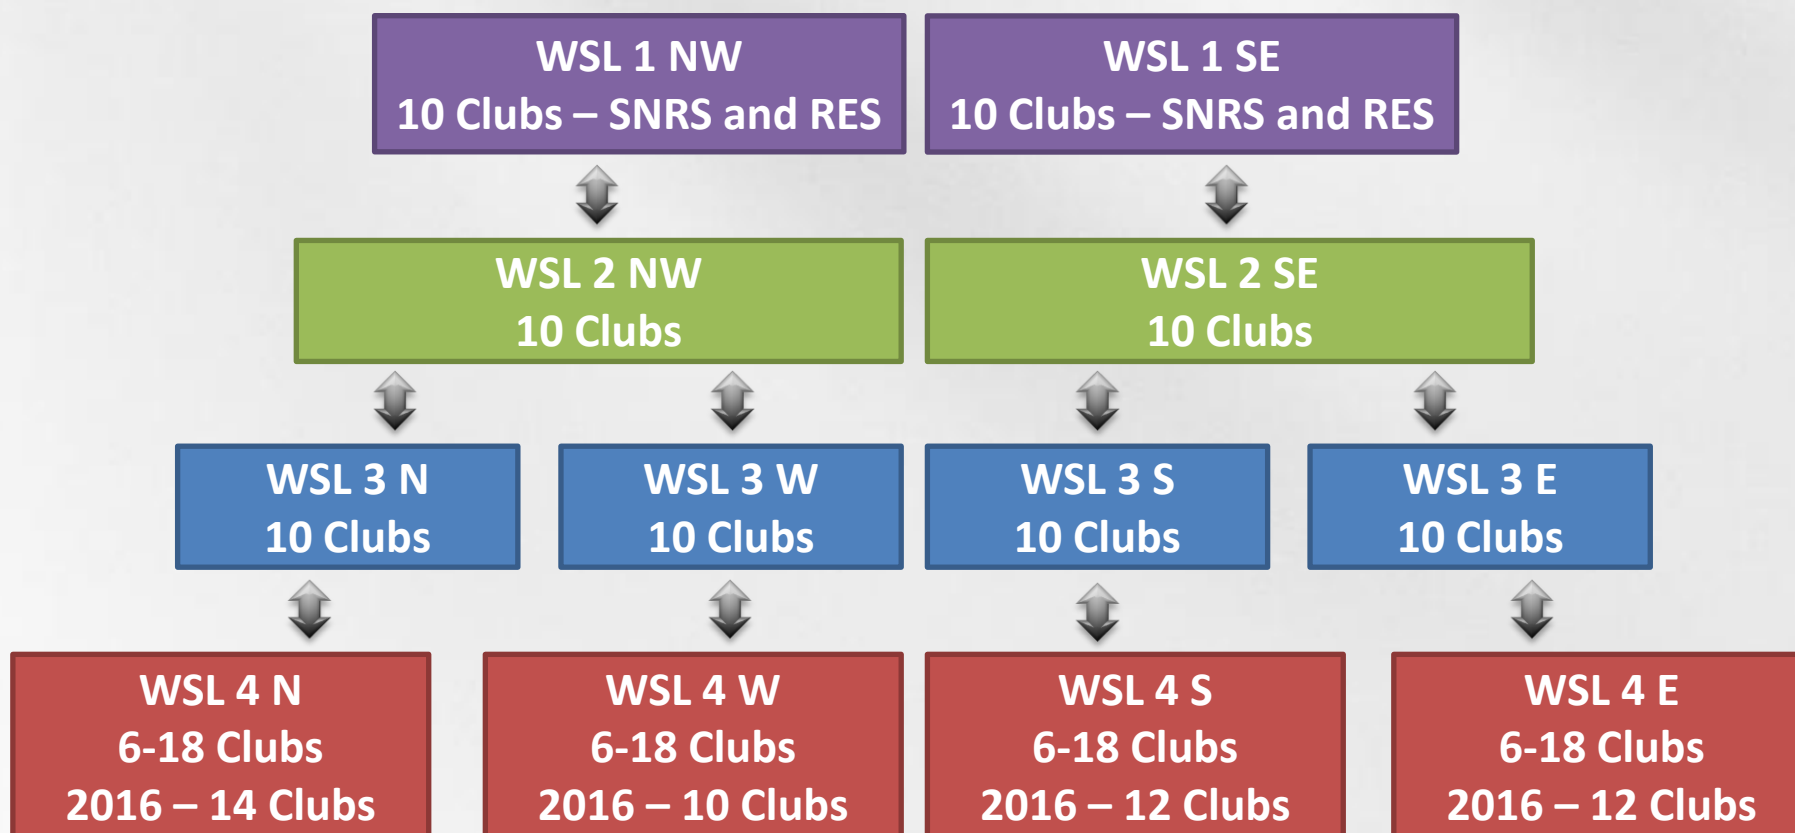 WSL 1 NW
10 Clubs – SNRS and RES
WSL 1 SE
10 Clubs – SNRS and RES
WSL 2 NW
10 Clubs
WSL 2 SE
10 Clubs
WSL 3 N
10 Clubs
WSL 3 W
10 Clubs
WSL 3 S
10 Clubs
WSL 3 E
10 Clubs
WSL 4 N
6-18 Clubs
2016 – 14 Clubs
WSL 4 W
6-18 Clubs
2016 – 10 Clubs
WSL 4 S
6-18 Clubs
2016 – 12 Clubs
WSL 4 E
6-18 Clubs
2016 – 12 Clubs